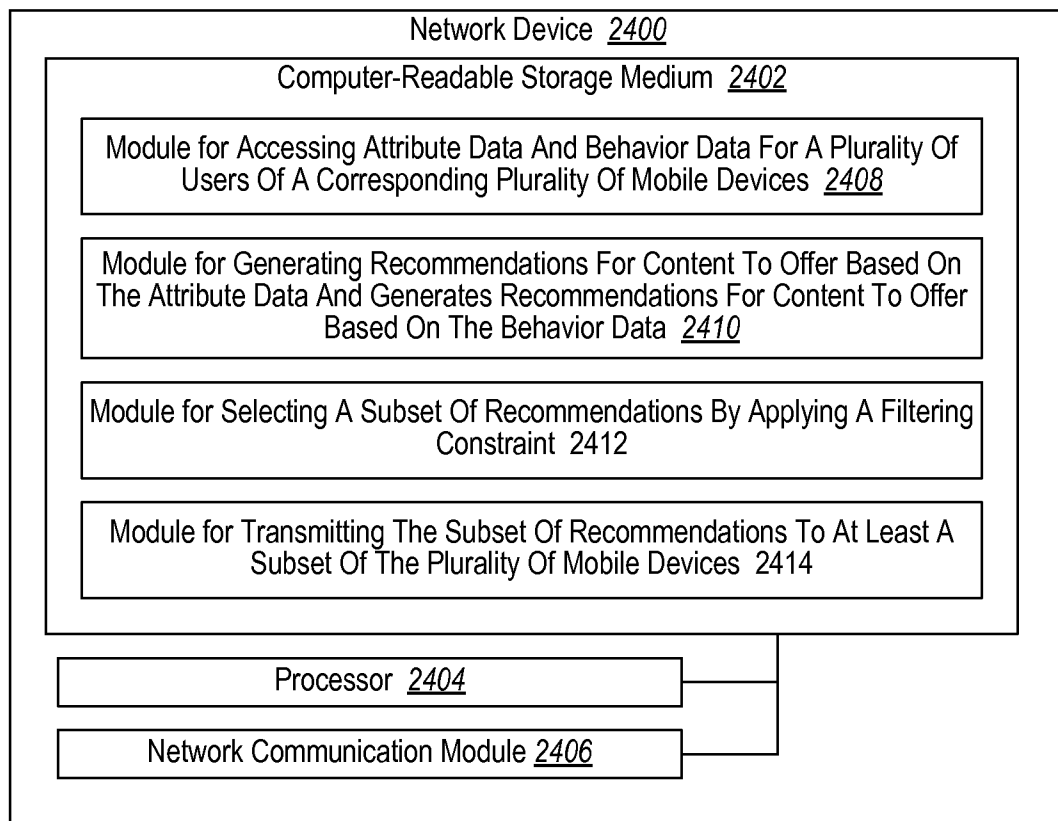 Network Device 2400
Computer-Readable Storage Medium 2402
Module for Accessing Attribute Data And Behavior Data For A Plurality Of
Users Of A Corresponding Plurality Of Mobile Devices 2408
Module for Generating Recommendations For Content To Offer Based On
The Attribute Data And Generates Recommendations For Content To Offer
Based On The Behavior Data 2410
Module for Selecting A Subset Of Recommendations By Applying A Filtering
Constraint 2412
Module for Transmitting The Subset Of Recommendations To At Least A
Subset Of The Plurality Of Mobile Devices 2414
Processor 2404
Network Communication Module 2406